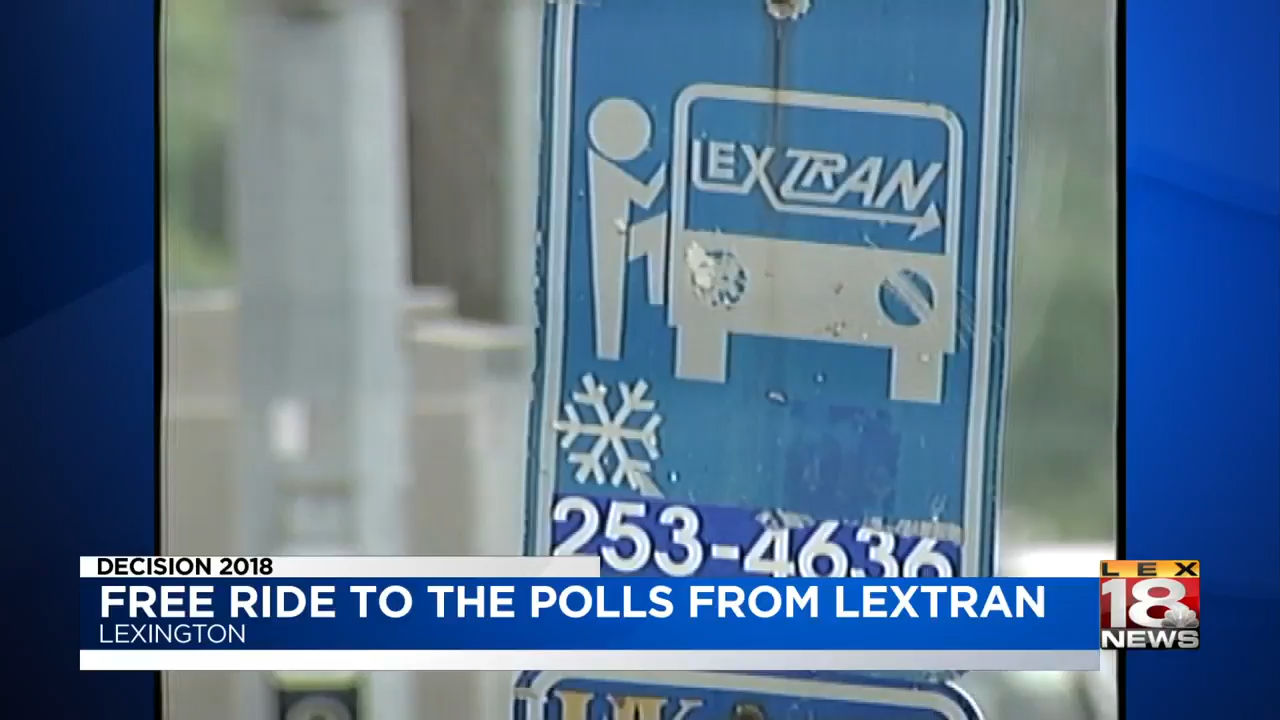 LEXTRAN
253-4636
DECISION 2018
FREE RIDE TO THE POLLS FROM LEXTRAN
LEXINGTON
LEX
18
NEWS